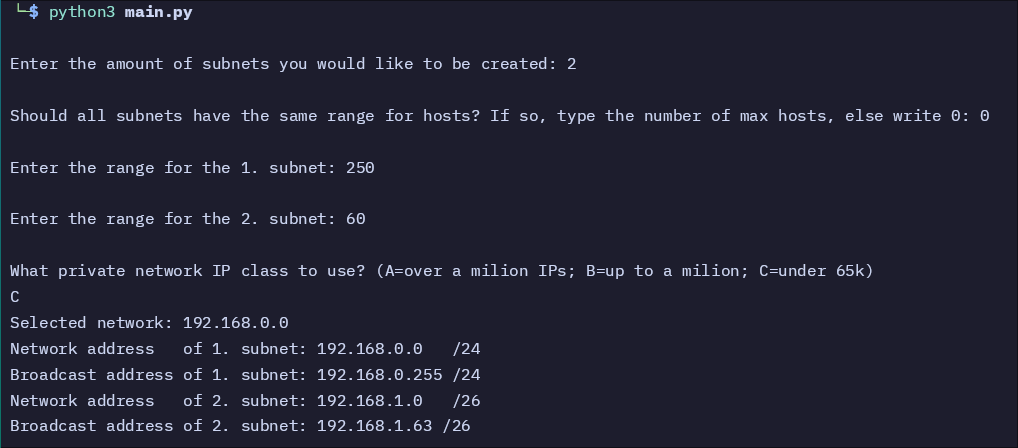 └─$ python3 main.py
Enter the amount of subnets you would like to be created: 2
Should all subnets have the same range for hosts? If so, type the number of max hosts, else write 0: 0
Enter the range for the 1. subnet: 250
Enter the range for the 2. subnet: 60
What private network IP class to use? (A=over a milion IPs; B=up to a milion; C=under 65k)
C
Selected network: 192.168.0.0
Network address   of 1. subnet: 192.168.0.0   /24
Broadcast address of 1. subnet: 192.168.0.255 /24
Network address   of 2. subnet: 192.168.1.0   /26
Broadcast address of 2. subnet: 192.168.1.63 /26